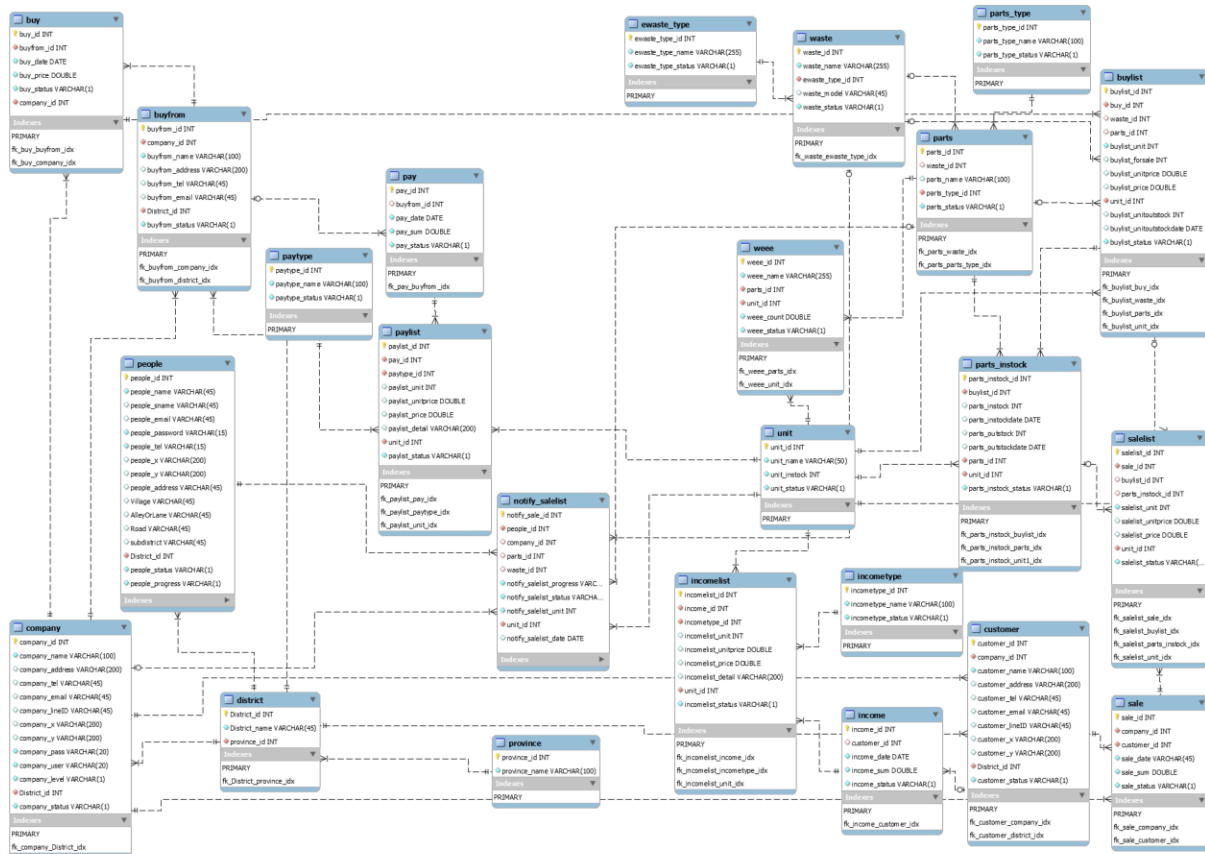 buy
buy_id INT
buyfrom_id INT
buy_date DATE
buy_price DOUBLE
buy_status VARCHAR(1)
company_id INT
Indexes
PRIMARY
fk_buy_buyfrom_idx
fk_buy_company_idx
buyfrom
buyfrom_id INT
company_id INT
buyfrom_name VARCHAR(100)
buyfrom_address VARCHAR(200)
buyfrom_tel VARCHAR(45)
buyfrom_email VARCHAR(45)
District_id INT
buyfrom_status VARCHAR(1)
Indexes
PRIMARY
fk_buyfrom_company_idx
fk_buyfrom_district_idx
pay
pay_id INT
buyfrom_id INT
pay_date DATE
pay_sum DOUBLE
pay_status VARCHAR(1)
Indexes
PRIMARY
fk_pay_buyfrom_idx
paytype
paytype_id INT
paytype_name VARCHAR(100)
paytype_status VARCHAR(1)
Indexes
PRIMARY
paylist
paylist_id INT
pay_id INT
paytype_id INT
paylist_unit INT
paylist_unitprice DOUBLE
paylist_price DOUBLE
paylist_detail VARCHAR(200)
unit_id INT
paylist_status VARCHAR(1)
Indexes
PRIMARY
fk_paylist_pay_idx
fk_paylist_paytype_idx
fk_paylist_unit_idx
people
people_id INT
people_name VARCHAR(45)
people_sname VARCHAR(45)
people_email VARCHAR(45)
people_password VARCHAR(15)
people_tel VARCHAR(15)
people_x VARCHAR(200)
people_y VARCHAR(200)
people_address VARCHAR(45)
Village VARCHAR(45)
AlleyOrLane VARCHAR(45)
Road VARCHAR(45)
subdistrict VARCHAR(45)
District_id INT
people_status VARCHAR(1)
people_progress VARCHAR(1)
Indexes
company
company_id INT
company_name VARCHAR(100)
company_address VARCHAR(200)
company_tel VARCHAR(45)
company_email VARCHAR(45)
company_lineID VARCHAR(45)
company_x VARCHAR(200)
company_y VARCHAR(200)
company_pass VARCHAR(20)
company_user VARCHAR(20)
company_level VARCHAR(1)
District_id INT
company_status VARCHAR(1)
Indexes
PRIMARY
fk_company_District_idx
district
District_id INT
District_name VARCHAR(45)
province_id INT
Indexes
PRIMARY
fk_District_province_idx
province
province_id INT
province_name VARCHAR(100)
Indexes
PRIMARY
notify_salelist
notify_sale_id INT
people_id INT
company_id INT
parts_id INT
waste_id INT
notify_salelist_progress VARC...
notify_salelist_status VARCHA...
notify_salelist_unit INT
unit_id INT
notify_salelist_date DATE
Indexes
ewaste_type
ewaste_type_id INT
ewaste_type_name VARCHAR(255)
ewaste_type_status VARCHAR(1)
Indexes
PRIMARY
waste
waste_id INT
waste_name VARCHAR(255)
ewaste_type_id INT
waste_model VARCHAR(45)
waste_status VARCHAR(1)
Indexes
PRIMARY
fk_waste_ewaste_type_idx
parts_type
parts_type_id INT
parts_type_name VARCHAR(100)
parts_type_status VARCHAR(1)
Indexes
PRIMARY
parts
parts_id INT
waste_id INT
parts_name VARCHAR(100)
parts_type_id INT
parts_status VARCHAR(1)
Indexes
PRIMARY
fk_parts_waste_idx
fk_parts_parts_type_idx
buylist
buylist_id INT
buy_id INT
waste_id INT
parts_id INT
buylist_unit INT
buylist_forsale INT
buylist_unitprice DOUBLE
buylist_price DOUBLE
unit_id INT
buylist_unitoutstock INT
buylist_unitoutstockdate DATE
buylist_status VARCHAR(1)
Indexes
PRIMARY
fk_buylist_buy_idx
fk_buylist_waste_idx
fk_buylist_parts_idx
fk_buylist_unit_idx
weee
weee_id INT
weee_name VARCHAR(255)
parts_id INT
unit_id INT
weee_count DOUBLE
weee_status VARCHAR(1)
Indexes
PRIMARY
fk_weee_parts_idx
fk_weee_unit_idx
unit
unit_id INT
unit_name VARCHAR(50)
unit_instock INT
unit_status VARCHAR(1)
Indexes
PRIMARY
parts_instock
parts_instock_id INT
buylist_id INT
parts_instock INT
parts_instockdate DATE
parts_outstock INT
parts_outstockdate DATE
parts_id INT
unit_id INT
parts_instock_status VARCHAR(1)
Indexes
PRIMARY
fk_parts_instock_buylist_idx
fk_parts_instock_parts_idx
fk_parts_instock_unit1_idx
salelist
salelist_id INT
sale_id INT
buylist_id INT
parts_instock_id INT
salelist_unit INT
salelist_unitprice DOUBLE
salelist_price DOUBLE
unit_id INT
salelist_status VARCHAR(...
Indexes
PRIMARY
fk_salelist_sale_idx
fk_salelist_buylist_idx
fk_salelist_parts_instock_idx
fk_salelist_unit_idx
incomelist
incomelist_id INT
income_id INT
incometype_id INT
incomelist_unit INT
incomelist_unitprice DOUBLE
incomelist_price DOUBLE
incomelist_detail VARCHAR(200)
unit_id INT
incomelist_status VARCHAR(1)
Indexes
PRIMARY
fk_incomelist_income_idx
fk_incomelist_incometype_idx
fk_incomelist_unit_idx
incometype
incometype_id INT
incometype_name VARCHAR(100)
incometype_status VARCHAR(1)
Indexes
PRIMARY
income
income_id INT
customer_id INT
income_date DATE
income_sum DOUBLE
income_status VARCHAR(1)
Indexes
PRIMARY
fk_income_customer_idx
customer
customer_id INT
company_id INT
customer_name VARCHAR(100)
customer_address VARCHAR(200)
customer_tel VARCHAR(45)
customer_email VARCHAR(45)
customer_lineID VARCHAR(45)
customer_x VARCHAR(200)
customer_y VARCHAR(200)
District_id INT
customer_status VARCHAR(1)
Indexes
PRIMARY
fk_customer_company_idx
fk_customer_district_idx
sale
sale_id INT
company_id INT
customer_id INT
sale_date VARCHAR(45)
sale_sum DOUBLE
sale_status VARCHAR(1)
Indexes
PRIMARY
fk_sale_company_idx
fk_sale_customer_idx